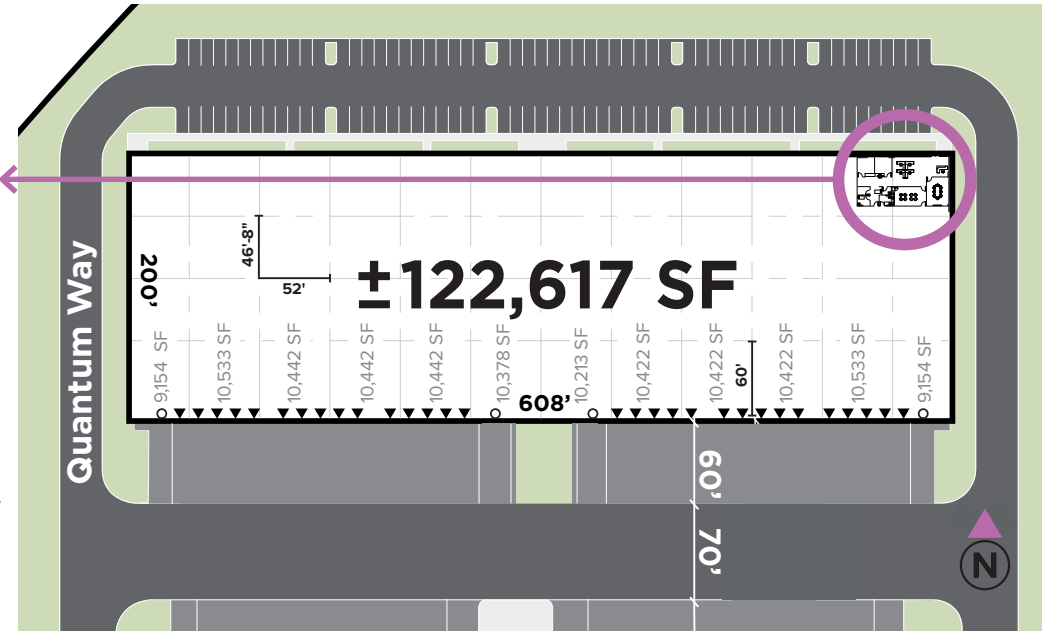 46'-8"
52'
200'
±122,617 SF
Quantum Way
9,154 SF
10,533 SF
10,442 SF
10,442 SF
10,442 SF
10,378 SF
10,213 SF
10,422 SF
10,422 SF
10,422 SF
10,533 SF
9,154 SF
60'
608'
60'
70'
N